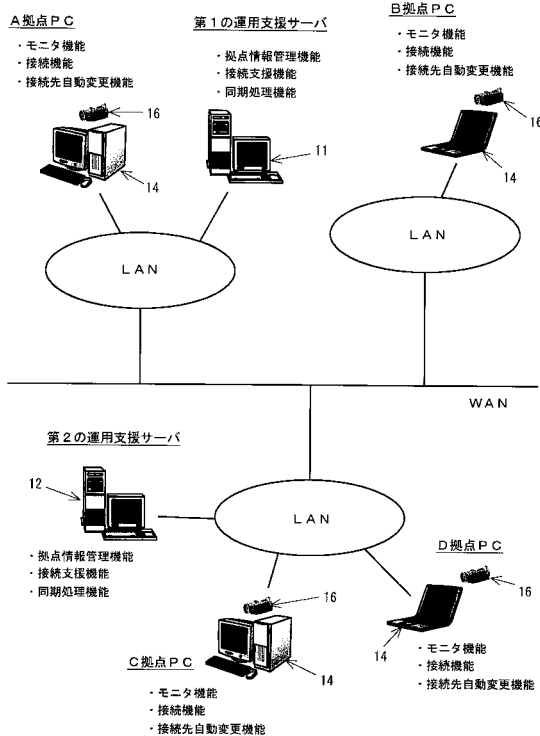 A拠点PC
・モニタ機能
・接続機能
・接続先自動変更機能
16
14
第1の運用支援サーバ
・拠点情報管理機能
・接続支援機能
・同期処理機能
11
B拠点PC
・モニタ機能
・接続機能
・接続先自動変更機能
16
14
LAN
LAN
WAN
第2の運用支援サーバ
12
・拠点情報管理機能
・接続支援機能
・同期処理機能
LAN
16
14
C拠点PC
・モニタ機能
・接続機能
・接続先自動変更機能
D拠点PC
16
14
・モニタ機能
・接続機能
・接続先自動変更機能